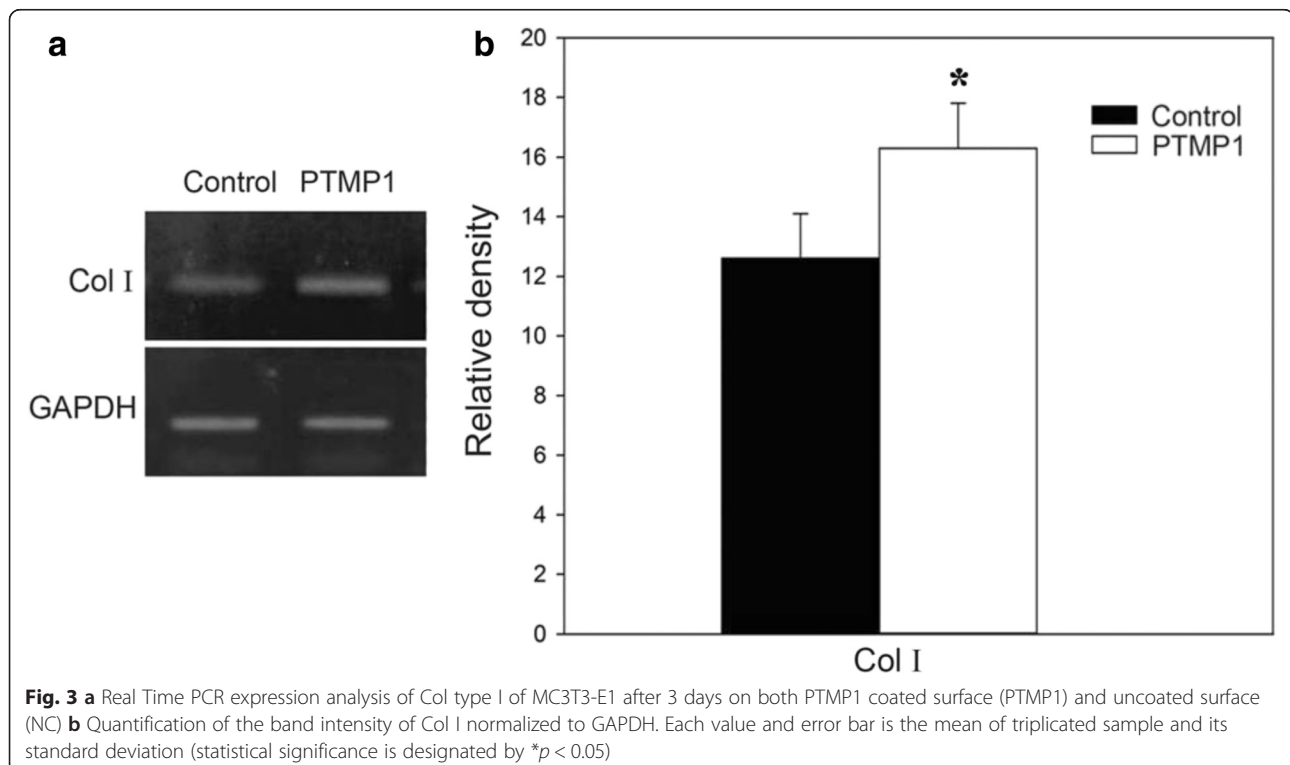 a
Control PTMP1
Col I
GAPDH
b
20
18
16
14
12
10
8
6
4
2
0
Relative density
*
Control
PTMP1
Col I
Fig. 3 a Real Time PCR expression analysis of Col type I of MC3T3-E1 after 3 days on both PTMP1 coated surface (PTMP1) and uncoated surface
(NC) b Quantification of the band intensity of Col I normalized to GAPDH. Each value and error bar is the mean of triplicated sample and its
standard deviation (statistical significance is designated by *p < 0.05)